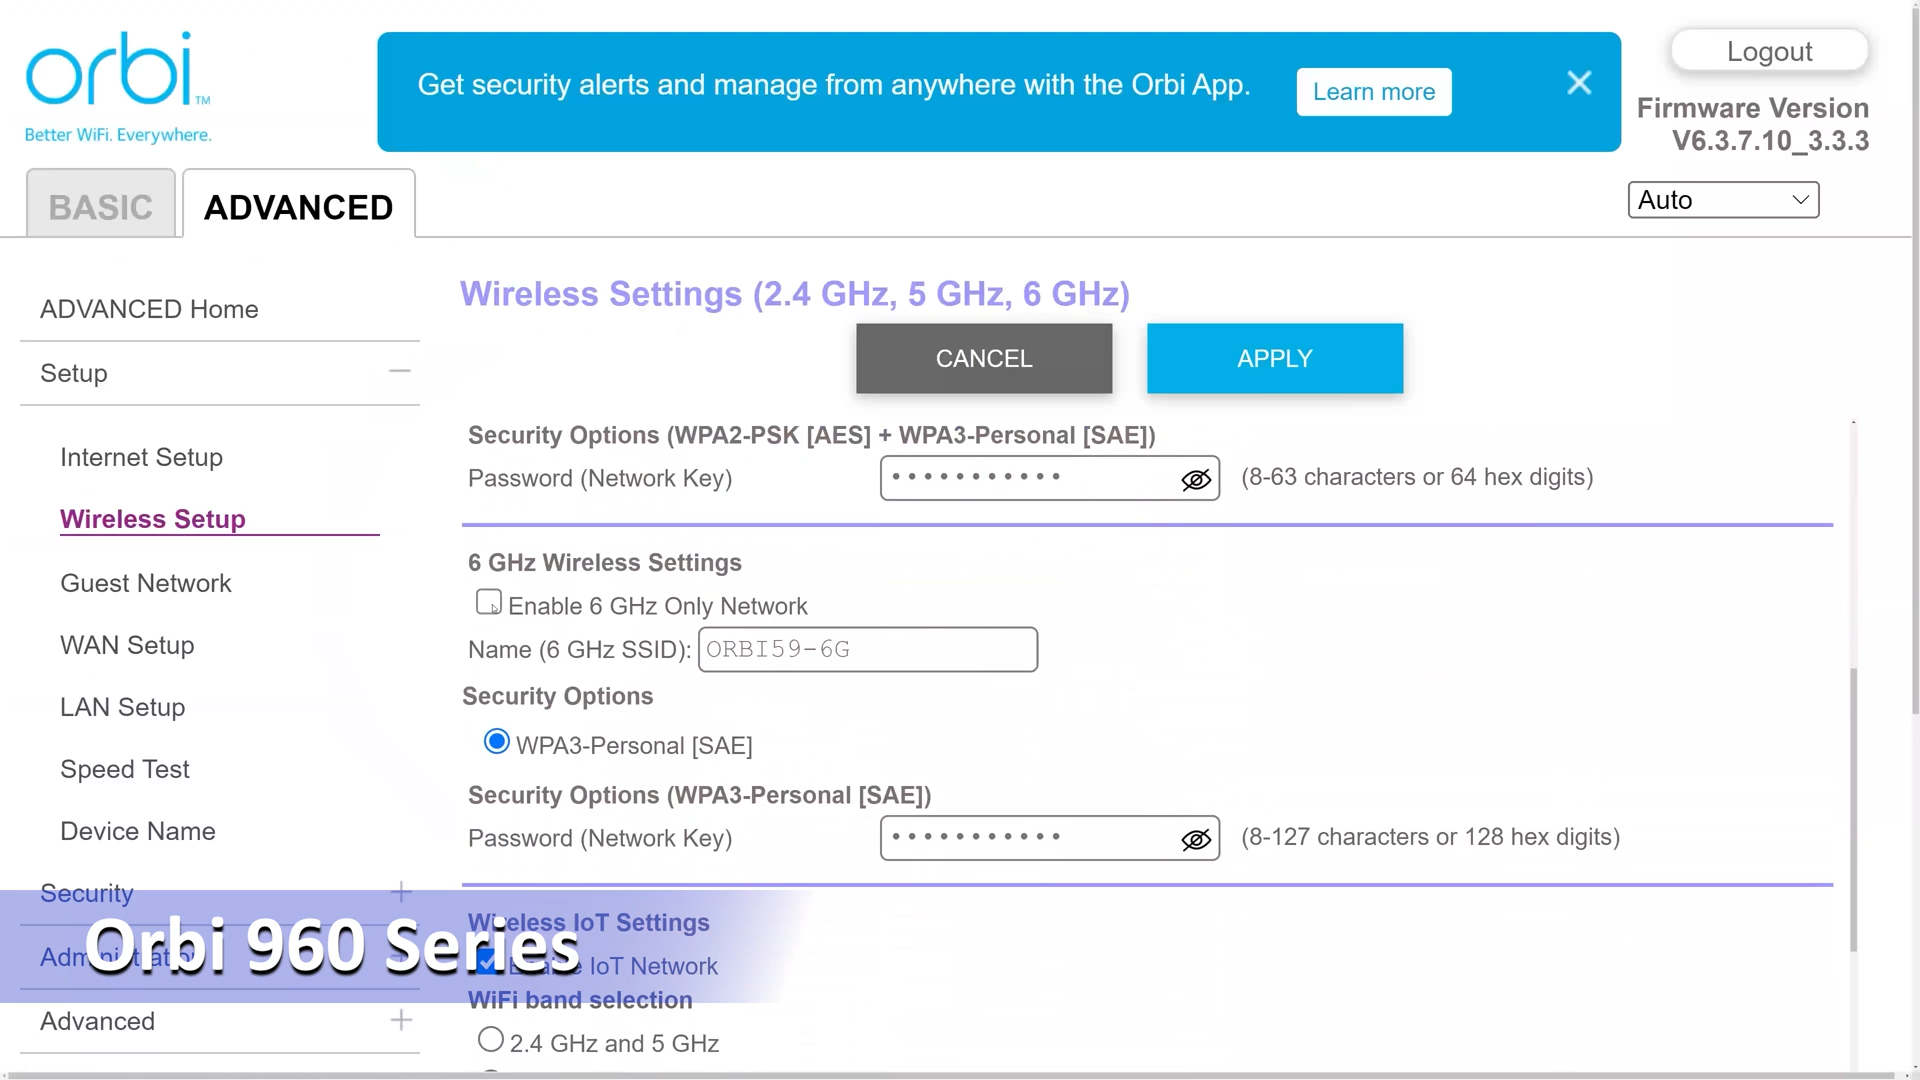 orbi™
Better WiFi. Everywhere.
Get security alerts and manage from anywhere with the Orbi App.
Learn more
Logout
Firmware Version
V6.3.7.10_3.3.3
BASIC
ADVANCED
Auto
ADVANCED Home
Setup
Internet Setup
Wireless Setup
Guest Network
WAN Setup
LAN Setup
Speed Test
Device Name
Security
Administration
Advanced
Wireless Settings (2.4 GHz, 5 GHz, 6 GHz)
CANCEL
APPLY
Security Options (WPA2-PSK [AES] + WPA3-Personal [SAE])
Password (Network Key)
(8-63 characters or 64 hex digits)
6 GHz Wireless Settings
Enable 6 GHz Only Network
Name (6 GHz SSID): ORBI59-6G
Security Options
WPA3-Personal [SAE]
Security Options (WPA3-Personal [SAE])
Password (Network Key)
(8-127 characters or 128 hex digits)
Wireless IoT Settings
Enable IoT Network
WiFi band selection
2.4 GHz and 5 GHz
Orbi 960 Series